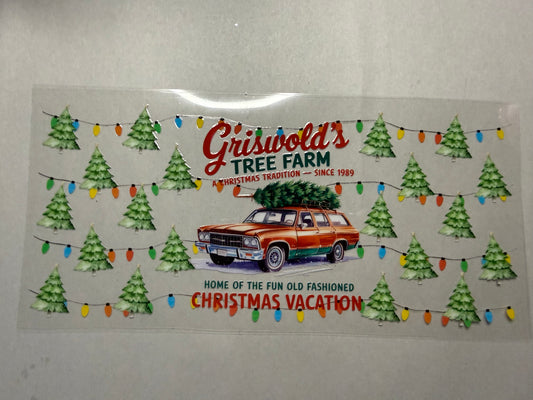 Griswold's
TREE FARM
A CHRISTMAS TRADITION — SINCE 1989
HOME OF THE FUN OLD FASHIONED
CHRISTMAS VACATION